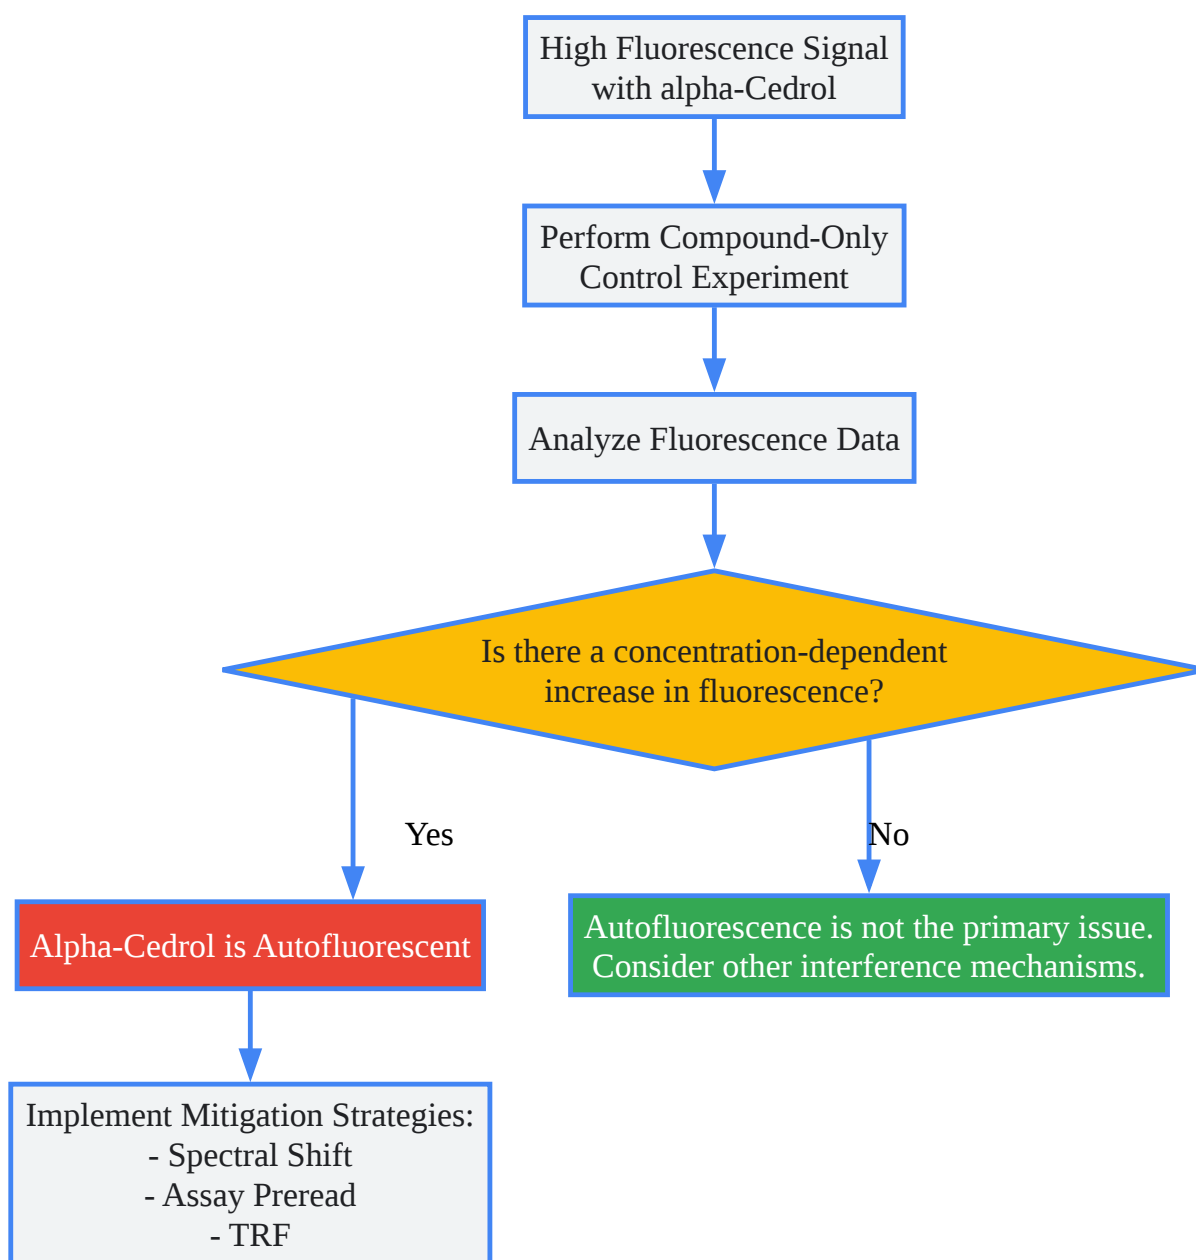 High Fluorescence Signal
with alpha-Cedrol
Perform Compound-Only
Control Experiment
Analyze Fluorescence Data
Is there a concentration-dependent
increase in fluorescence?
Yes
No
Alpha-Cedrol is Autofluorescent
Autofluorescence is not the primary issue.
Consider other interference mechanisms.
Implement Mitigation Strategies:
- Spectral Shift
- Assay Preread
- TRF